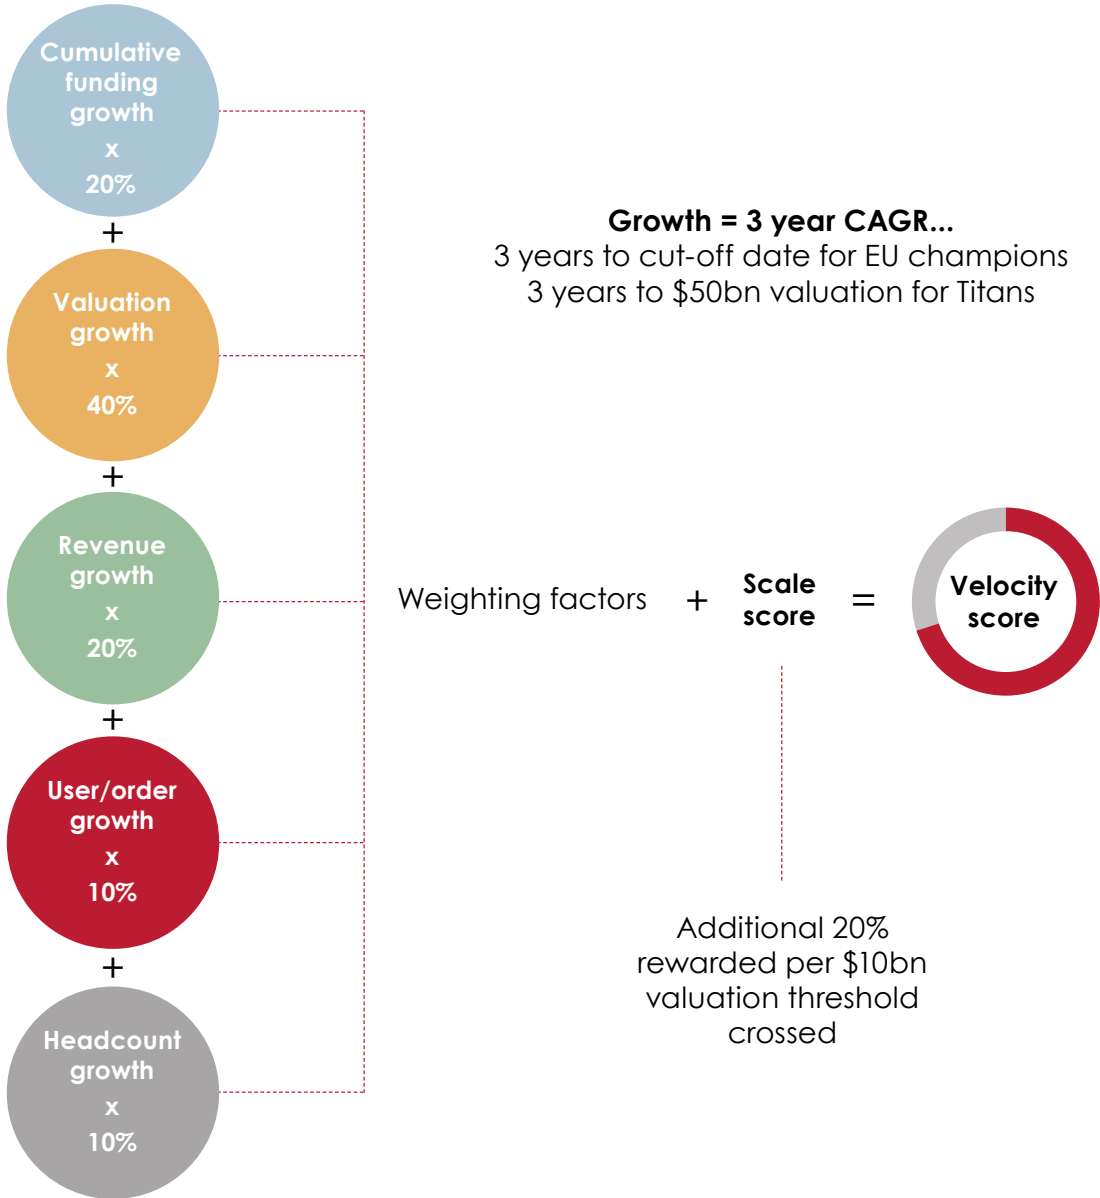 Cumulative
funding
growth
x
20%
+
Valuation
growth
x
40%
+
Revenue
growth
x
20%
+
User/order
growth
x
10%
+
Headcount
growth
x
10%
Growth = 3 year CAGR...
3 years to cut-off date for EU champions
3 years to $50bn valuation for Titans
Weighting factors
+
Scale
score
=
Velocity
score
Additional 20%
rewarded per $10bn
valuation threshold
crossed